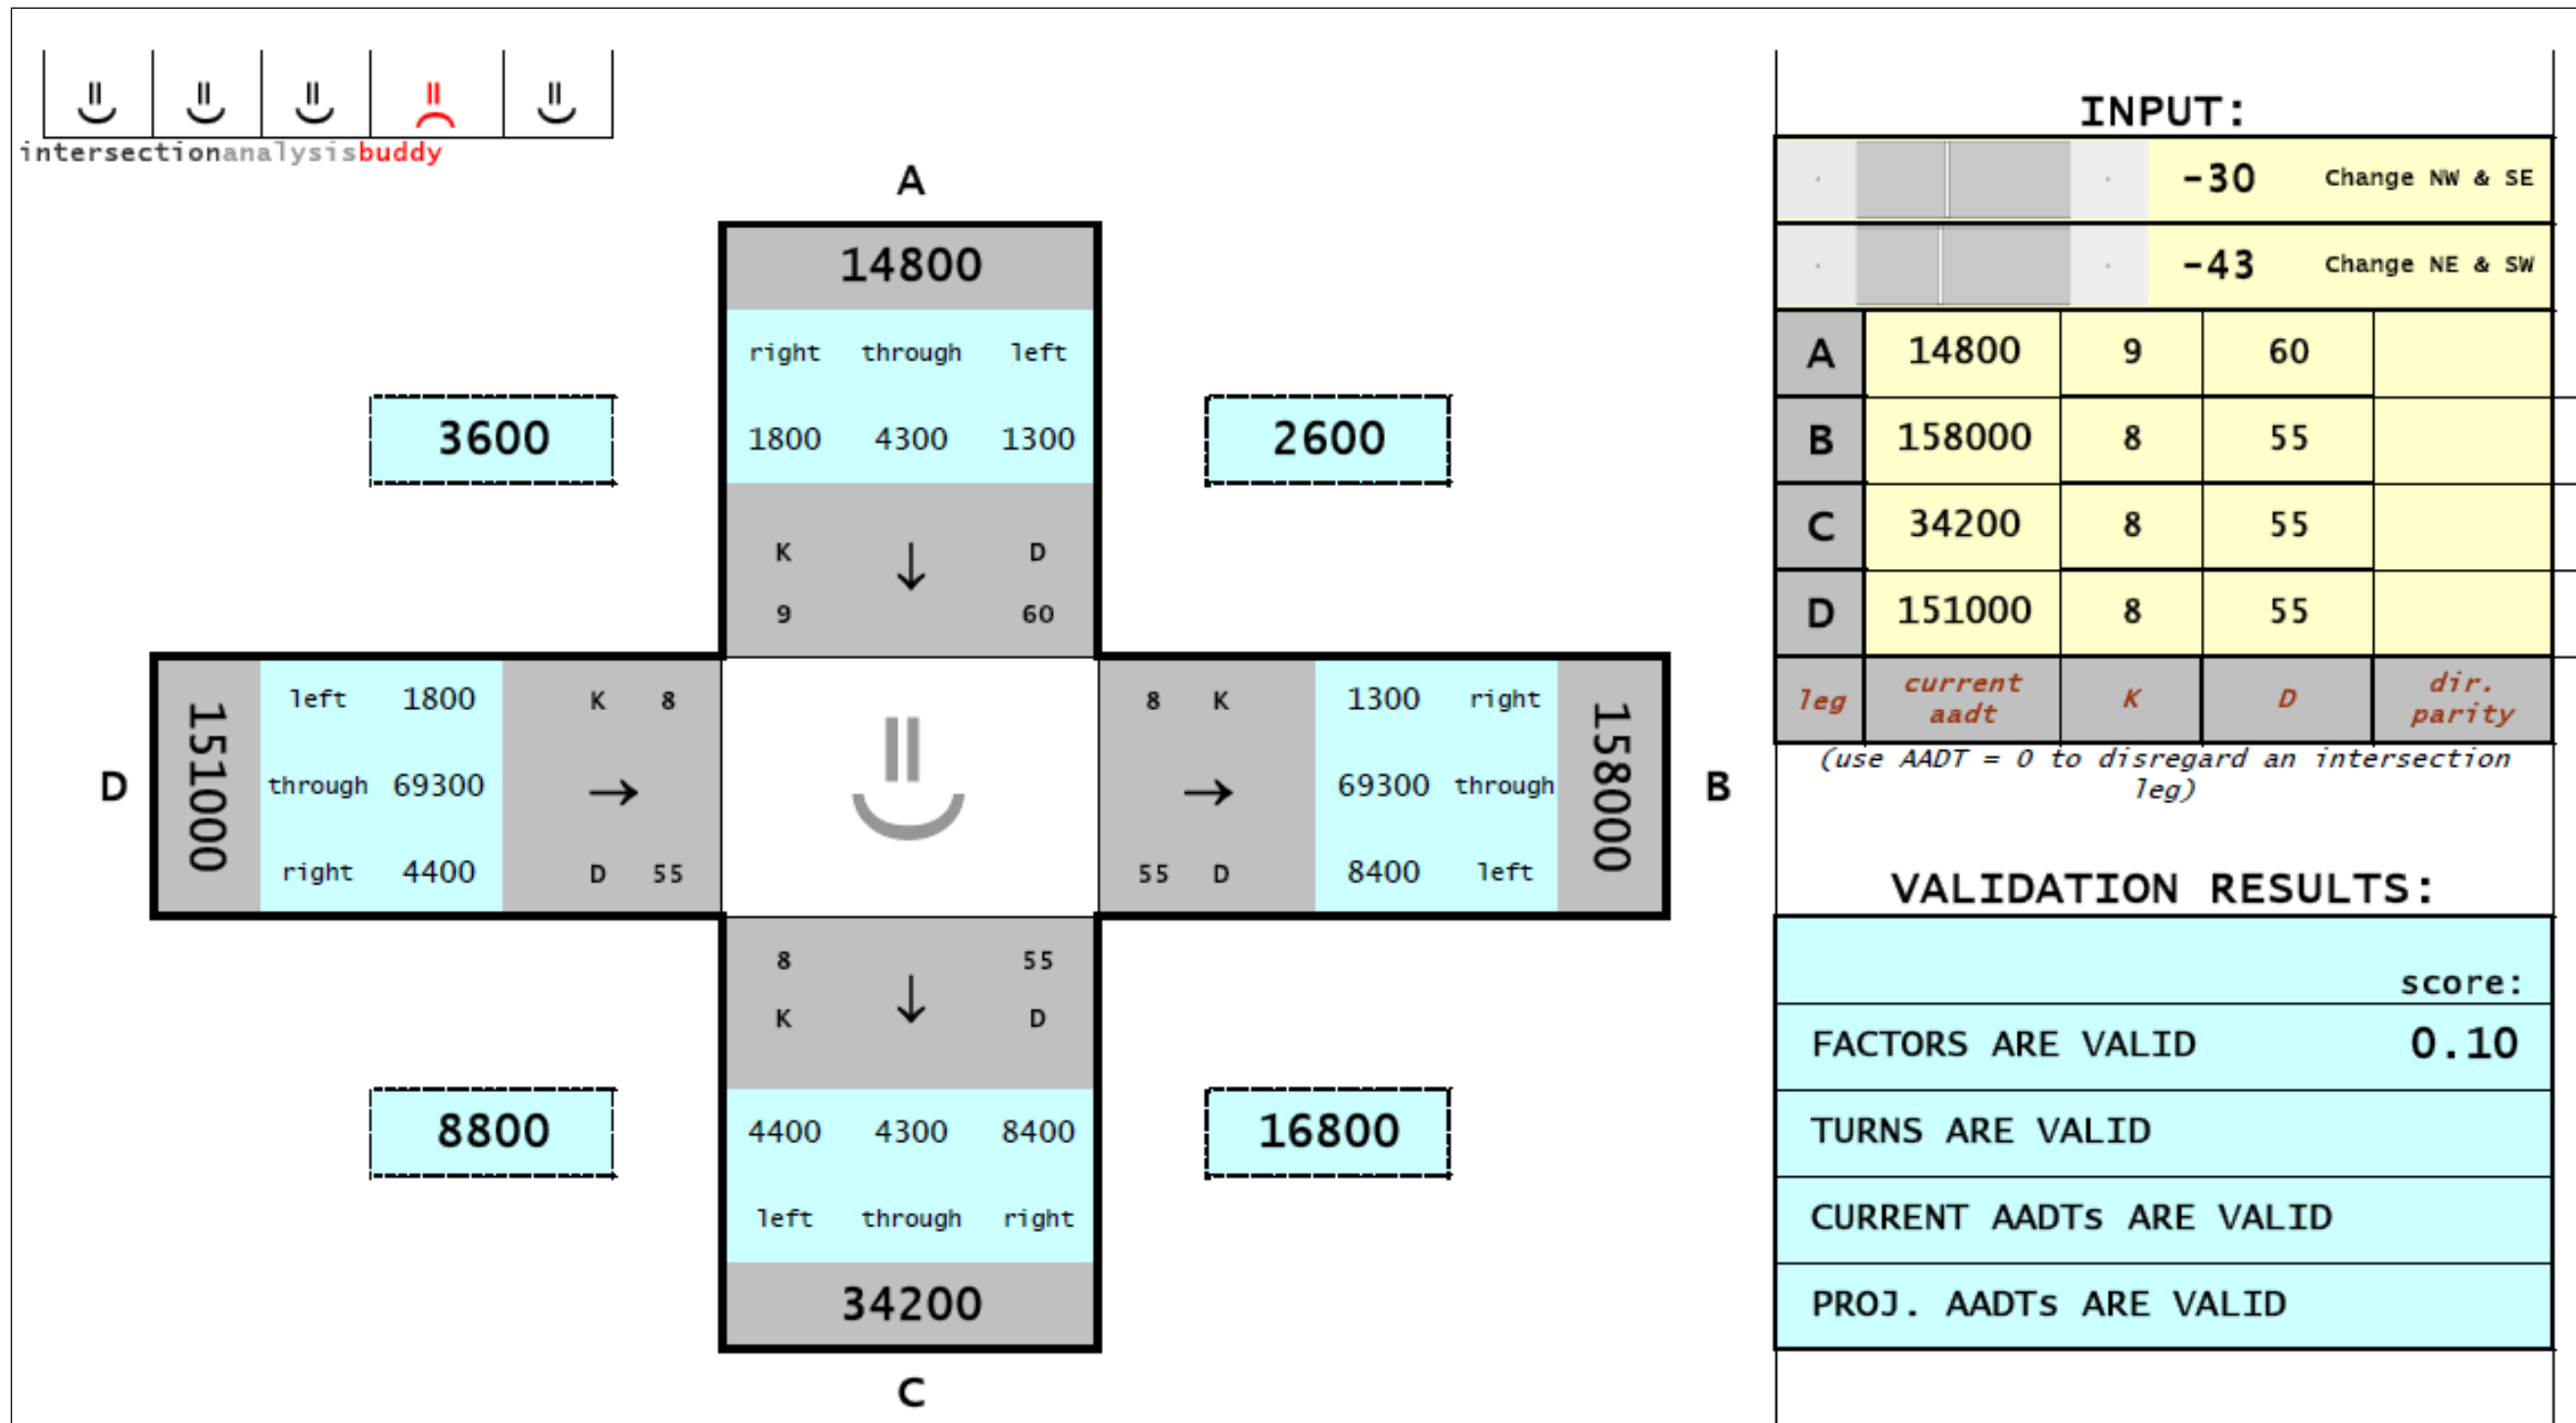 intersectionanalysisbuddy
INPUT:
-30 Change NW & SE
-43 Change NE & SW
A 14800 9 60
B 158000 8 55
C 34200 8 55
D 151000 8 55
leg current aadt K D dir. parity
(use AADT = 0 to disregard an intersection
leg)
VALIDATION RESULTS:
score:
FACTORS ARE VALID 0.10
TURNS ARE VALID
CURRENT AADTs ARE VALID
PROJ. AADTs ARE VALID
A
14800
right through left
1800 4300 1300
K ↓ D
9 60
3600
2600
D
151000
left 1800 K 8
through 69300 →
right 4400 D 55
8 K 1300 right
→ 69300 through
55 D 8400 left
158000
B
8 55
K ↓ D
4400 4300 8400
left through right
34200
C
8800
16800